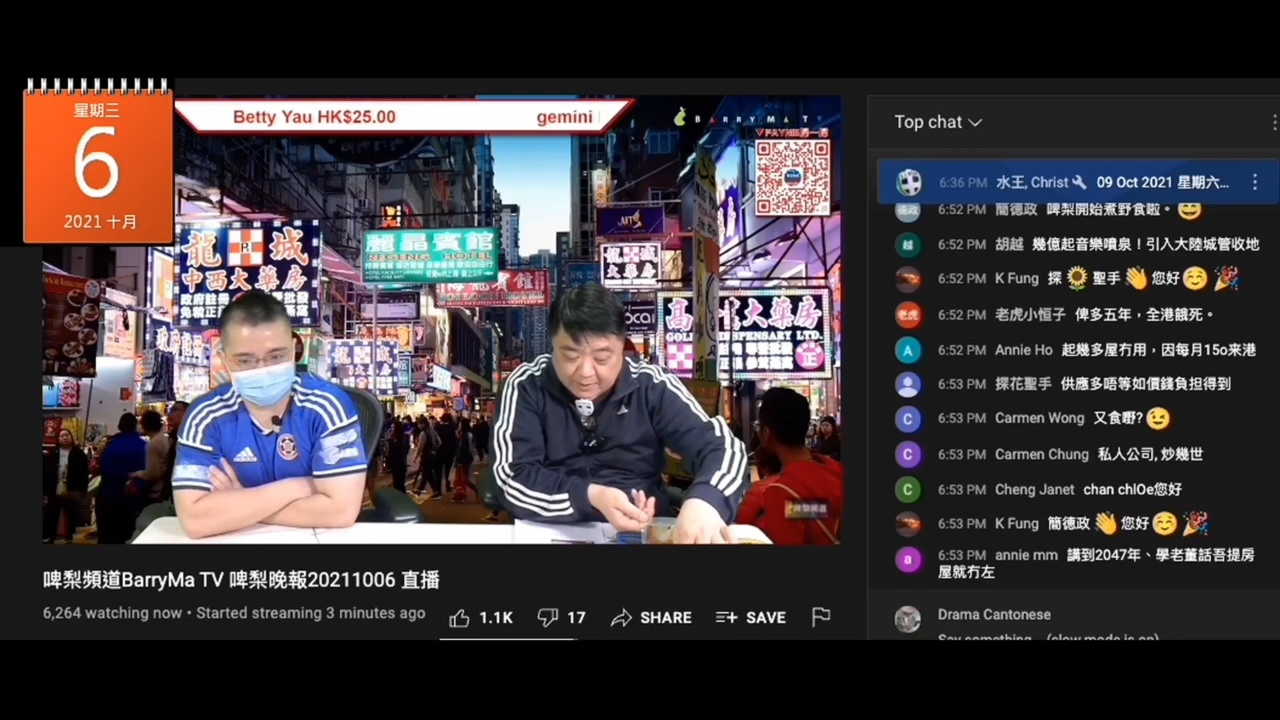 星期三
6
2021 十月
Betty Yau HK$25.00
gemini
BARRYMAT
龍城
中西大藥房
麗晶賓館
大藥房
啤梨頻道
啤梨頻道BarryMa TV 啤梨晚報20211006 直播
6,264 watching now • Started streaming 3 minutes ago
1.1K
17
SHARE
SAVE
Top chat
6:36 PM 水王, Christ🔧 09 Oct 2021 星期六...
6:52 PM 簡德政 啤梨開始煮野食啦。😄
6:52 PM 胡越 幾億起音樂噴泉！引入大陸城管收地
6:52 PM K Fung 探🌻聖手👋您好☺️🎉
6:52 PM 老虎小恒子 俾多五年，全港餓死。
6:52 PM Annie Ho 起幾多屋冇用，因每月15o來港
6:53 PM 探花聖手 供應多唔等如價錢負担得到
6:53 PM Carmen Wong 又食嘢?😉
6:53 PM Carmen Chung 私人公司, 炒幾世
6:53 PM Cheng Janet chan chlOe您好
6:53 PM K Fung 簡德政👋您好☺️🎉
6:53 PM annie mm 講到2047年、學老董話吾提房
屋就冇左
Drama Cantonese
Say something... (slow mode is on)